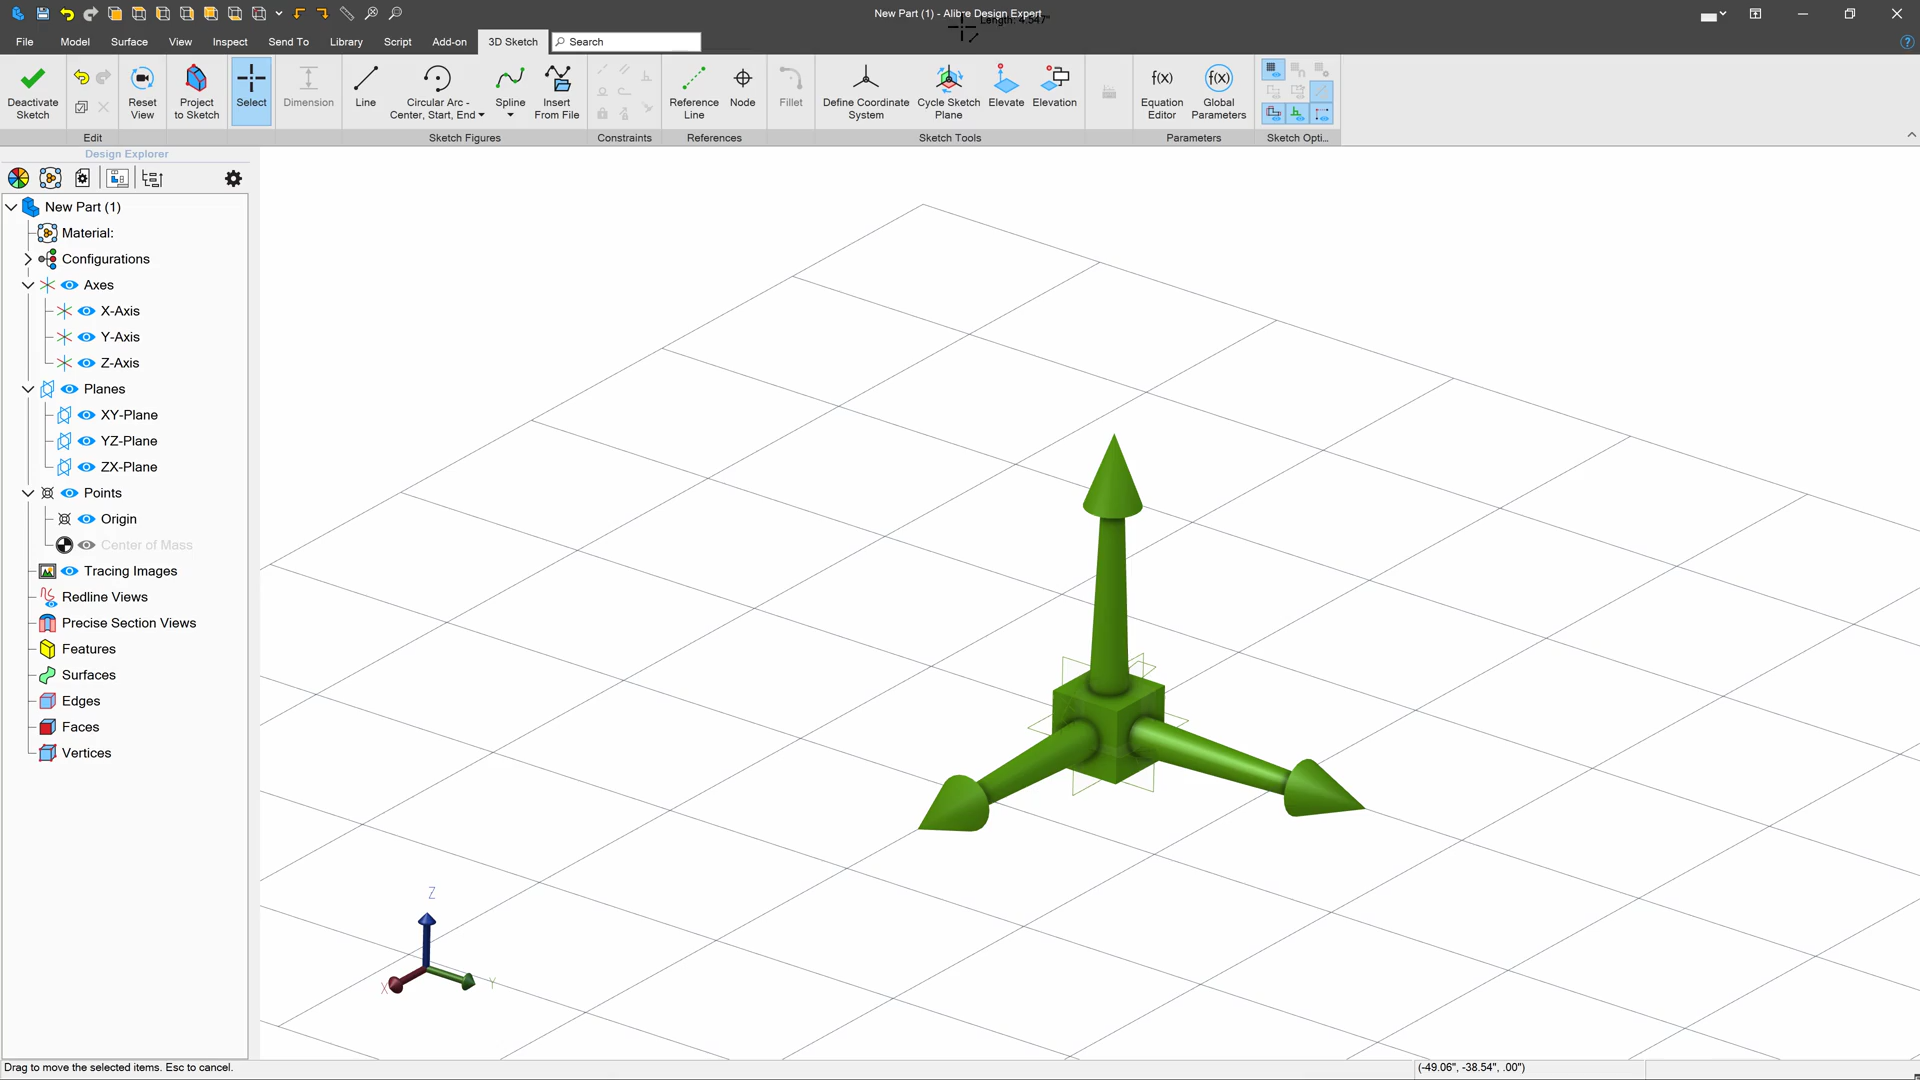 New Part (1) - Alibre Design Expert
Length: 4.547"
File
Model
Surface
View
Inspect
Send To
Library
Script
Add-on
3D Sketch
Search
Deactivate
Sketch
Reset
View
Project
to Sketch
Select
Dimension
Line
Circular Arc -
Center, Start, End
Spline
Insert
From File
Reference
Line
Node
Fillet
Define Coordinate
System
Cycle Sketch
Plane
Elevate
Elevation
f(x)
Equation
Editor
f(x)
Global
Parameters
Edit
Sketch Figures
Constraints
References
Sketch Tools
Parameters
Sketch Opti...
Design Explorer
New Part (1)
Material:
Configurations
Axes
X-Axis
Y-Axis
Z-Axis
Planes
XY-Plane
YZ-Plane
ZX-Plane
Points
Origin
Center of Mass
Tracing Images
Redline Views
Precise Section Views
Features
Surfaces
Edges
Faces
Vertices
Z
X
Y
Drag to move the selected items. Esc to cancel.
(-49.06", -38.54", .00")